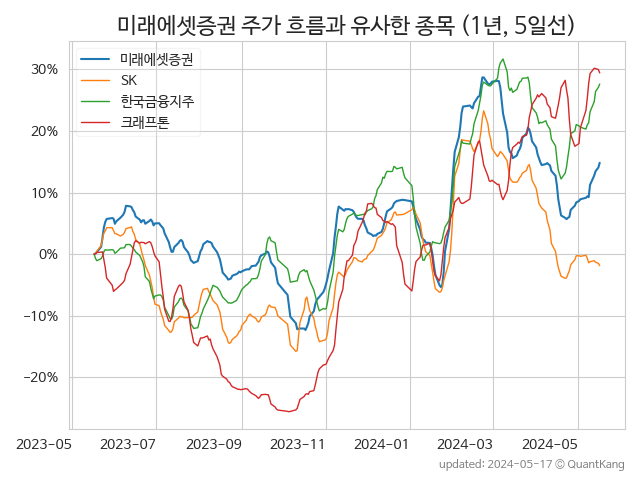 미래에셋증권 주가 흐름과 유사한 종목 (1년, 5일선)
미래에셋증권
SK
한국금융지주
크래프톤
30%
20%
10%
0%
−10%
−20%
2023-05 2023-07 2023-09 2023-11 2024-01 2024-03 2024-05
updated: 2024-05-17 © QuantKang